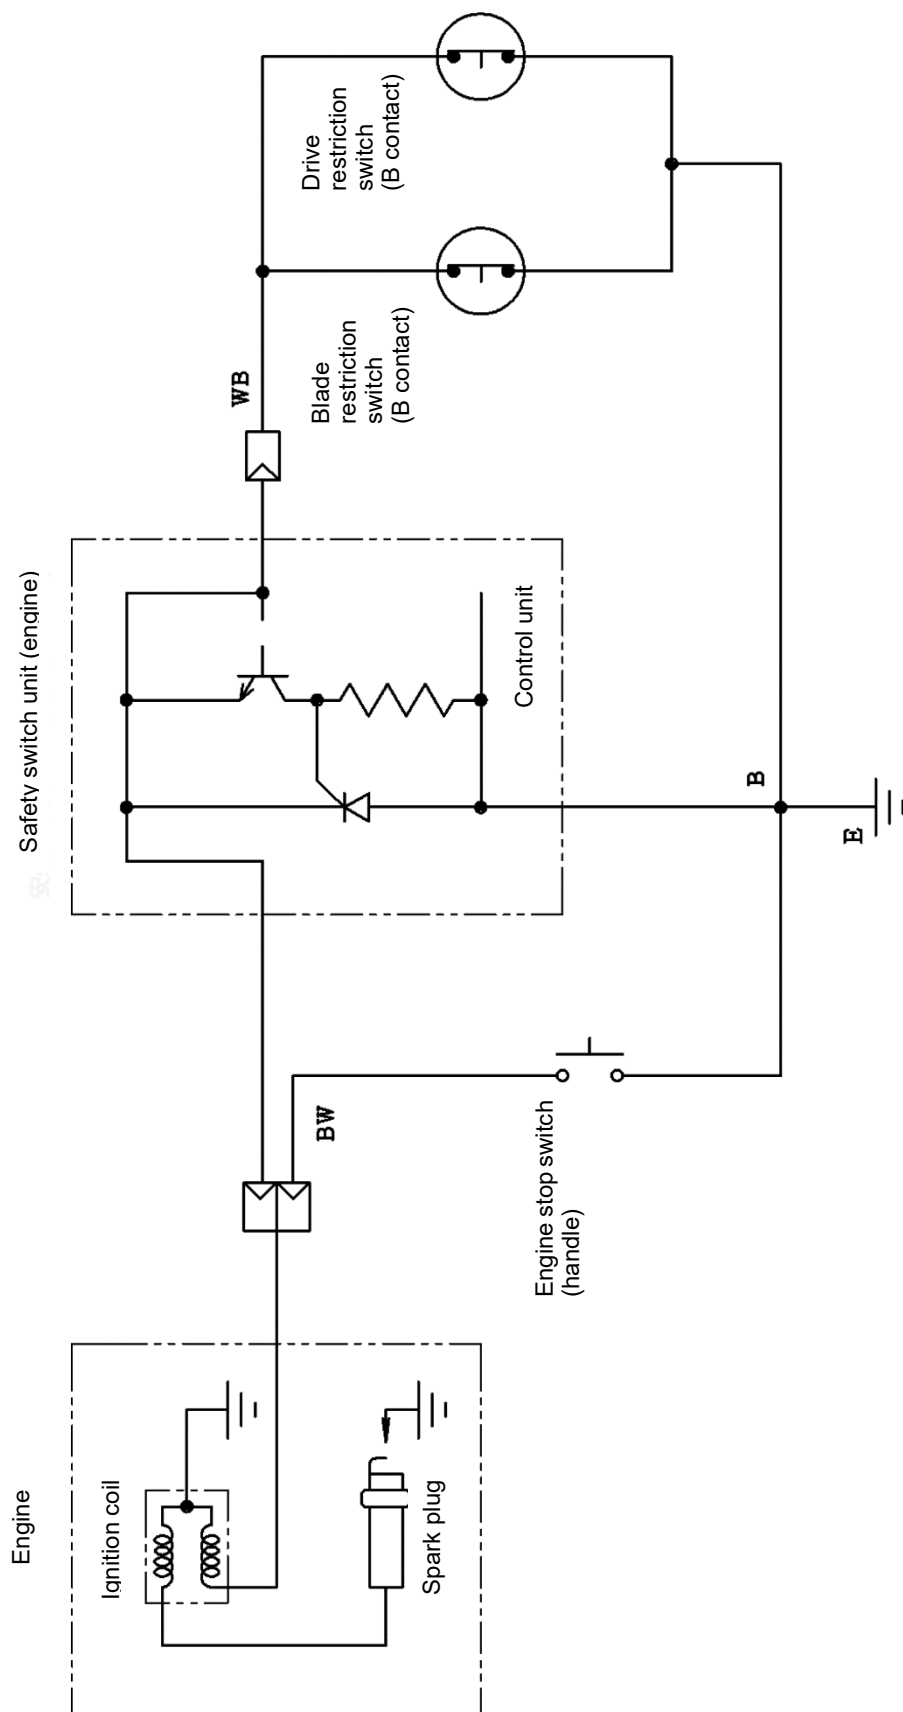 Engine
Ignition coil
Spark plug
Engine stop switch
(handle)
BW
Safety switch unit (engine)
Control unit
B
E
WB
Blade
restriction
switch
(B contact)
Drive
restriction
switch
(B contact)